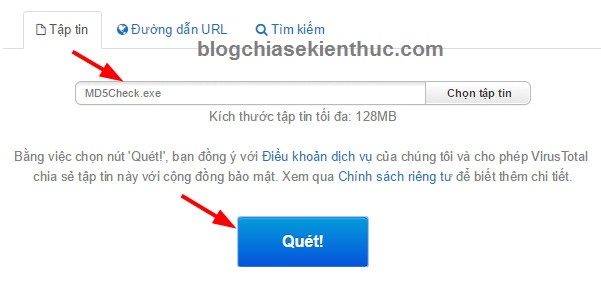 Tập tin Đường dẫn URL Tìm kiếm
blogchiasekienthuc.com
MD5Check.exe Chọn tập tin
Kích thước tập tin tối đa: 128MB
Bằng việc chọn nút 'Quét!', bạn đồng ý với Điều khoản dịch vụ của chúng tôi và cho phép VirusTotal
chia sẻ tập tin này với cộng đồng bảo mật. Xem qua Chính sách riêng tư để biết thêm chi tiết.
Quét!